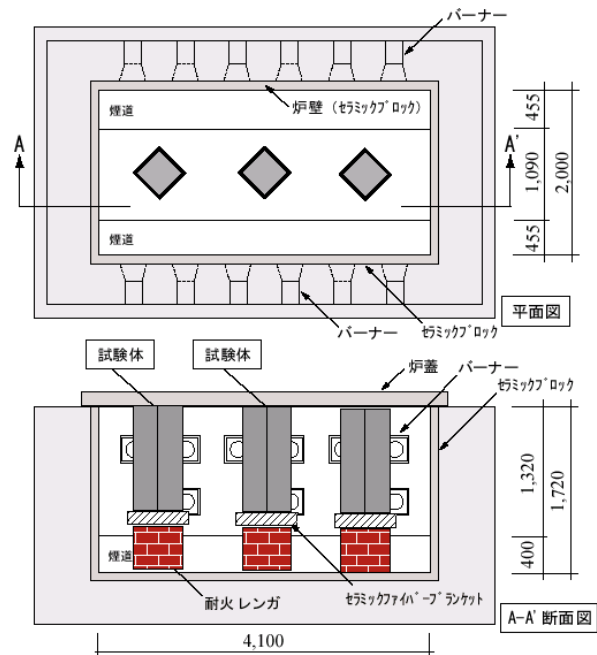 バーナー
煙道
炉壁（ｾﾗﾐｯｸﾌﾞﾛｯｸ）
A
A'
煙道
455
1,090
455
2,000
バーナー
ｾﾗﾐｯｸﾌﾞﾛｯｸ
平面図
試験体
試験体
炉蓋
バーナー
ｾﾗﾐｯｸﾌﾞﾛｯｸ
1,320
400
1,720
煙道
耐火レンガ
ｾﾗﾐｯｸﾌｧｲﾊﾞｰﾌﾞﾗﾝｹｯﾄ
A-A' 断面図
4,100